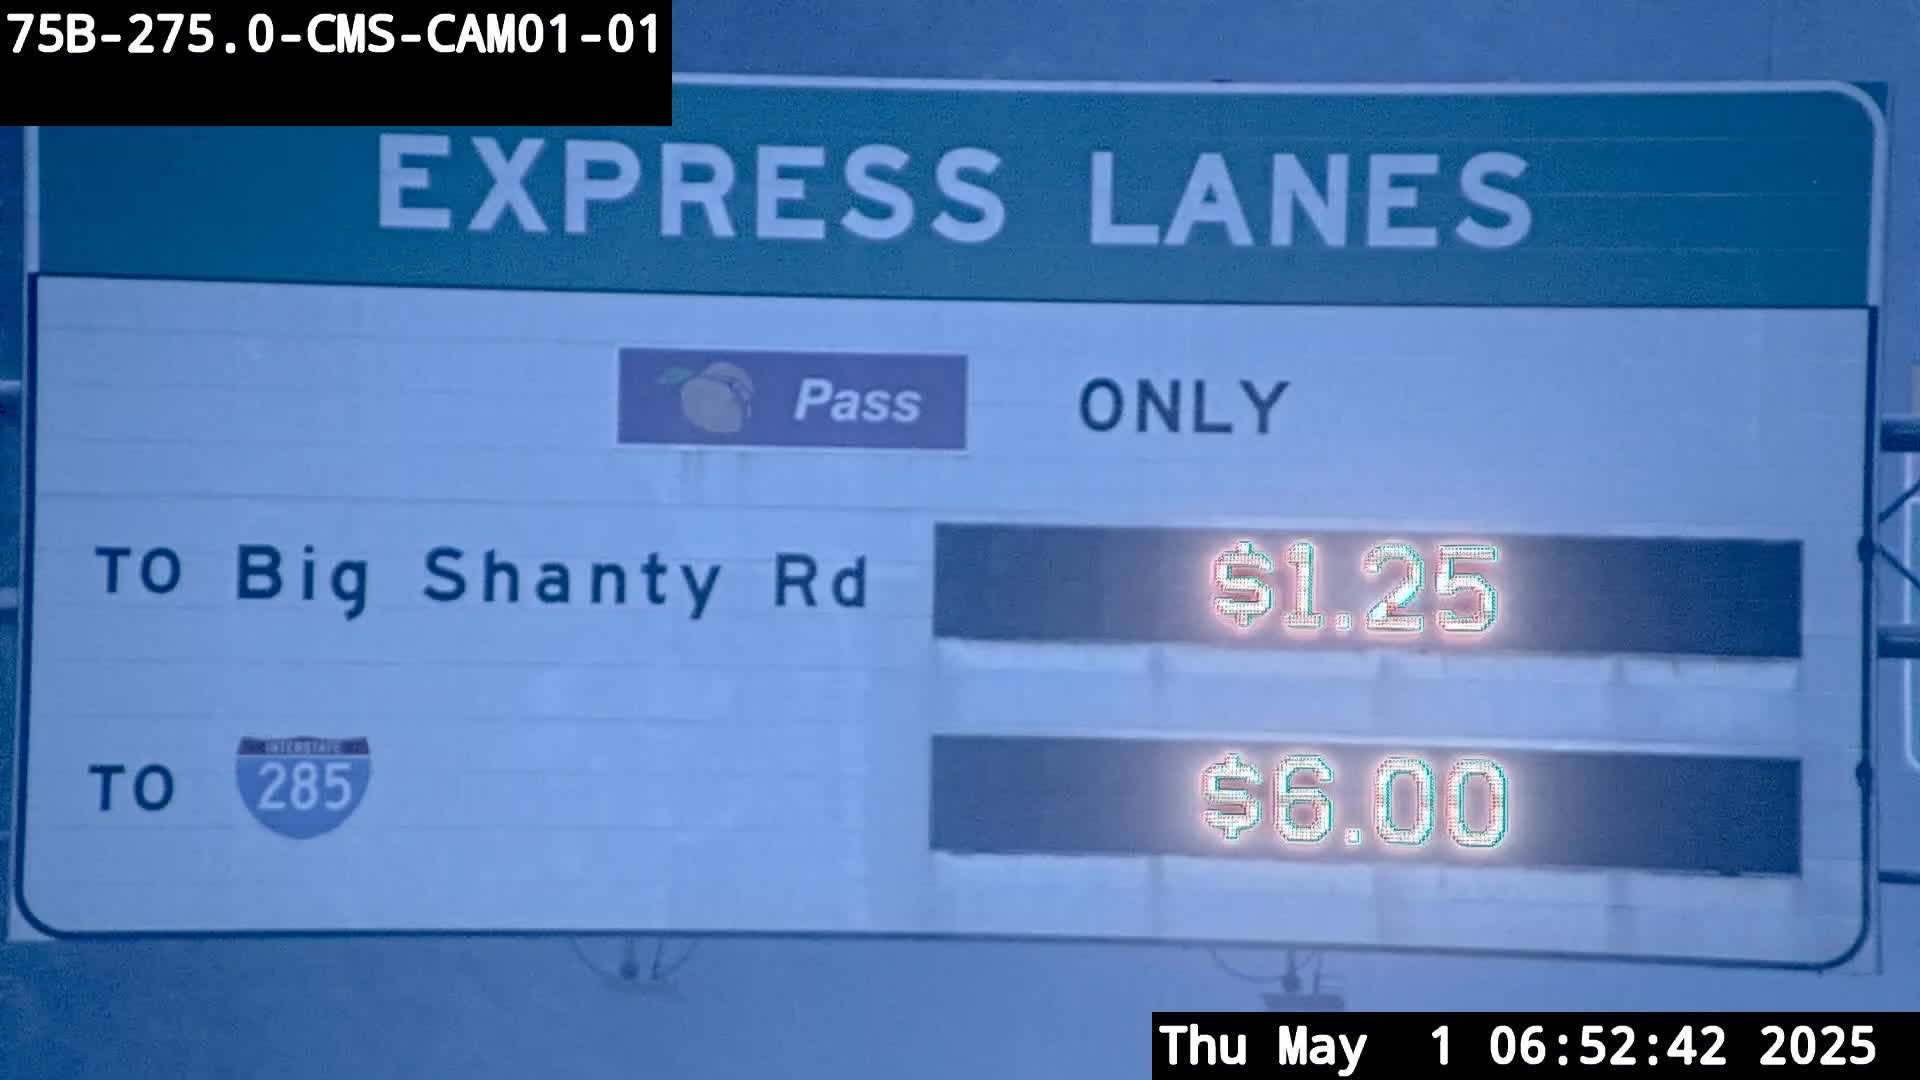 75B-275.0-CMS-CAM01-01
EXPRESS LANES
Pass ONLY
TO Big Shanty Rd $1.25
INTERSTATE
TO 285 $6.00
Thu May 1 06:52:42 2025